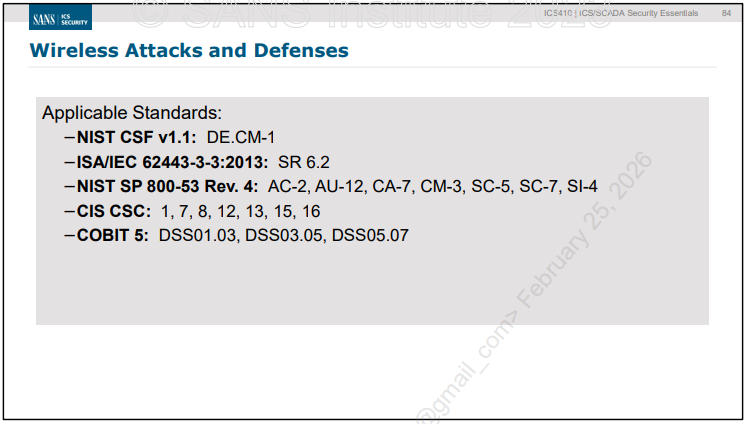 SANS ICS SECURITY
© SANS Institute 2026
ICS410 | ICS/SCADA Security Essentials 84
Wireless Attacks and Defenses
Applicable Standards:
–NIST CSF v1.1: DE.CM-1
–ISA/IEC 62443-3-3:2013: SR 6.2
–NIST SP 800-53 Rev. 4: AC-2, AU-12, CA-7, CM-3, SC-5, SC-7, SI-4
–CIS CSC: 1, 7, 8, 12, 13, 15, 16
–COBIT 5: DSS01.03, DSS03.05, DSS05.07
@gmail_com> February 25, 2026